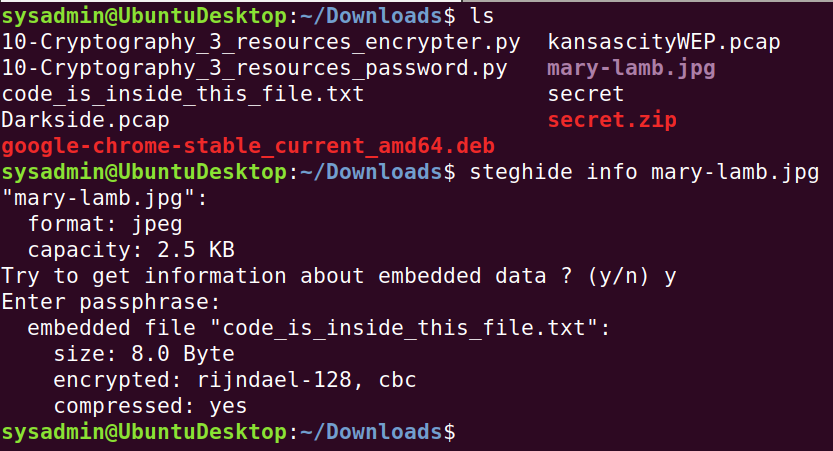 sysadmin@UbuntuDesktop:~/Downloads$ ls
10-Cryptography_3_resources_encrypter.py  kansascityWEP.pcap
10-Cryptography_3_resources_password.py   mary-lamb.jpg
code_is_inside_this_file.txt              secret
Darkside.pcap                             secret.zip
google-chrome-stable_current_amd64.deb
sysadmin@UbuntuDesktop:~/Downloads$ steghide info mary-lamb.jpg
"mary-lamb.jpg":
  format: jpeg
  capacity: 2.5 KB
Try to get information about embedded data ? (y/n) y
Enter passphrase:
  embedded file "code_is_inside_this_file.txt":
    size: 8.0 Byte
    encrypted: rijndael-128, cbc
    compressed: yes
sysadmin@UbuntuDesktop:~/Downloads$